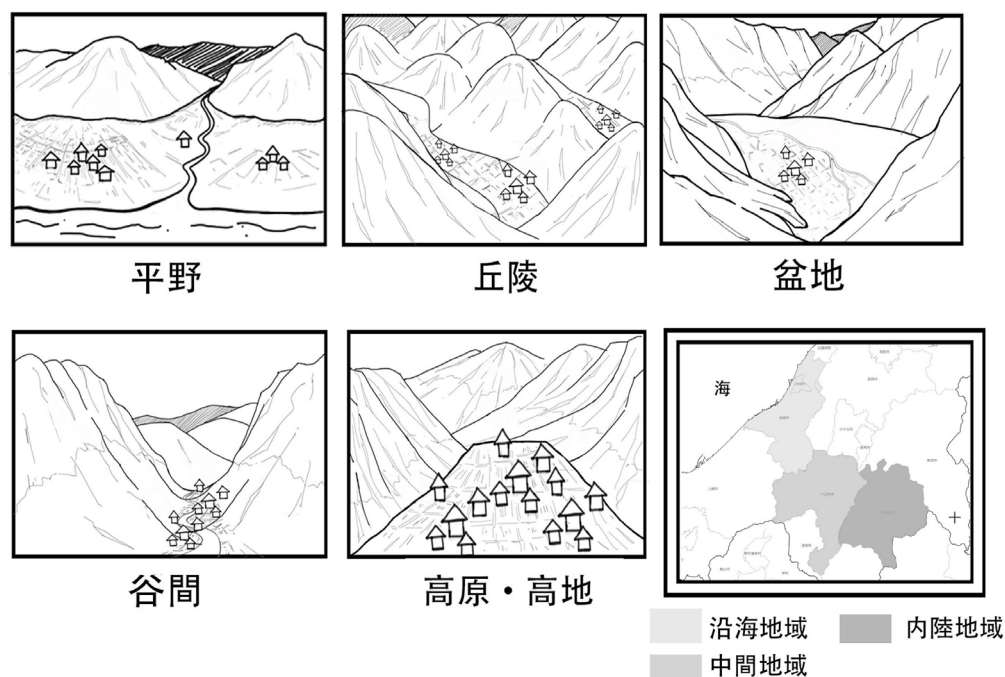 平野
丘陵
盆地
谷間
高原・高地
海
沿海地域
内陸地域
中間地域